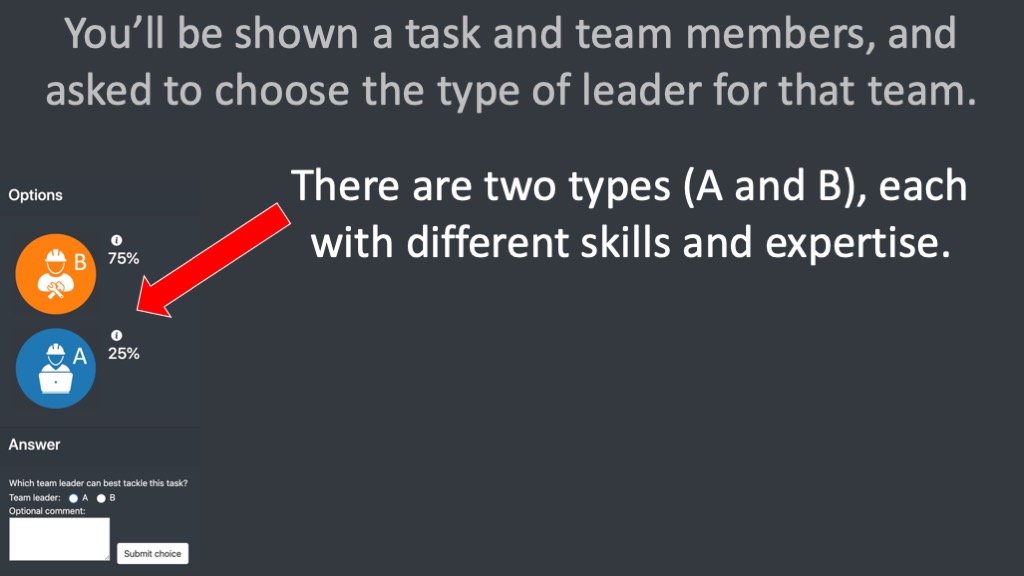 You’ll be shown a task and team members, and
asked to choose the type of leader for that team.
There are two types (A and B), each
with different skills and expertise.
Options
B
75%
A
25%
Answer
Which team leader can best tackle this task?
Team leader: A B
Optional comment:
Submit choice